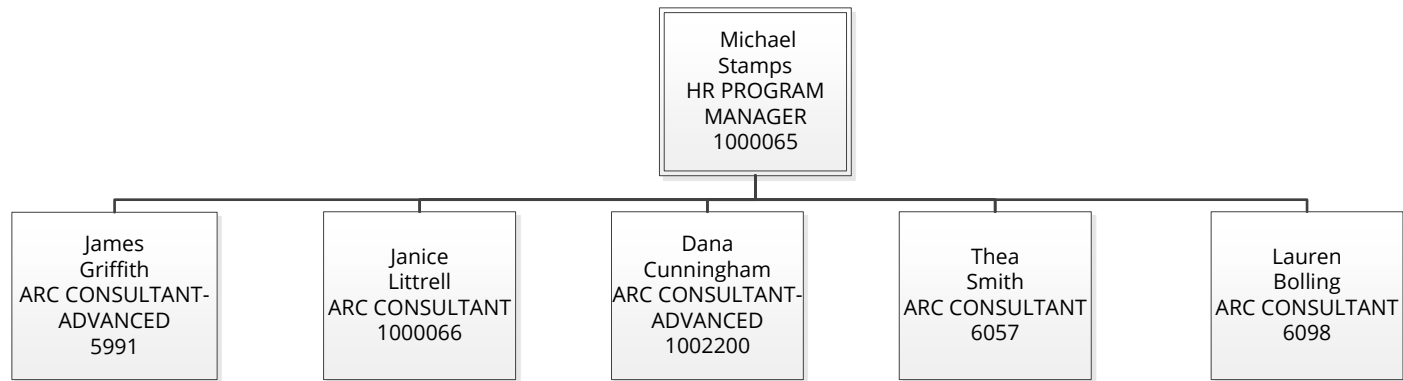 Michael
Stamps
HR PROGRAM
MANAGER
1000065
James
Griffith
ARC CONSULTANT-
ADVANCED
5991
Janice
Littrell
ARC CONSULTANT
1000066
Dana
Cunningham
ARC CONSULTANT-
ADVANCED
1002200
Thea
Smith
ARC CONSULTANT
6057
Lauren
Bolling
ARC CONSULTANT
6098